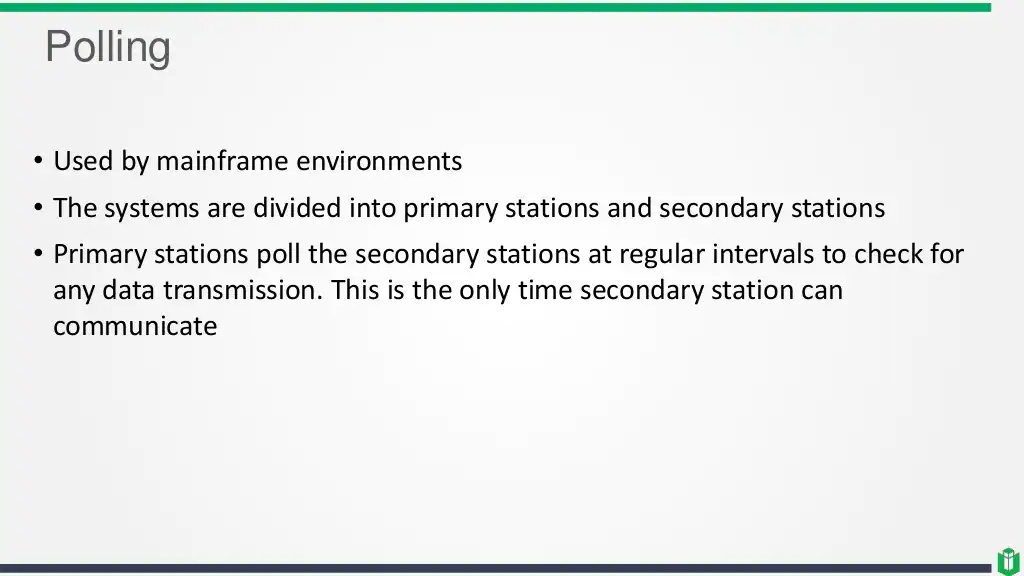 Polling
• Used by mainframe environments
• The systems are divided into primary stations and secondary stations
• Primary stations poll the secondary stations at regular intervals to check for
any data transmission. This is the only time secondary station can
communicate